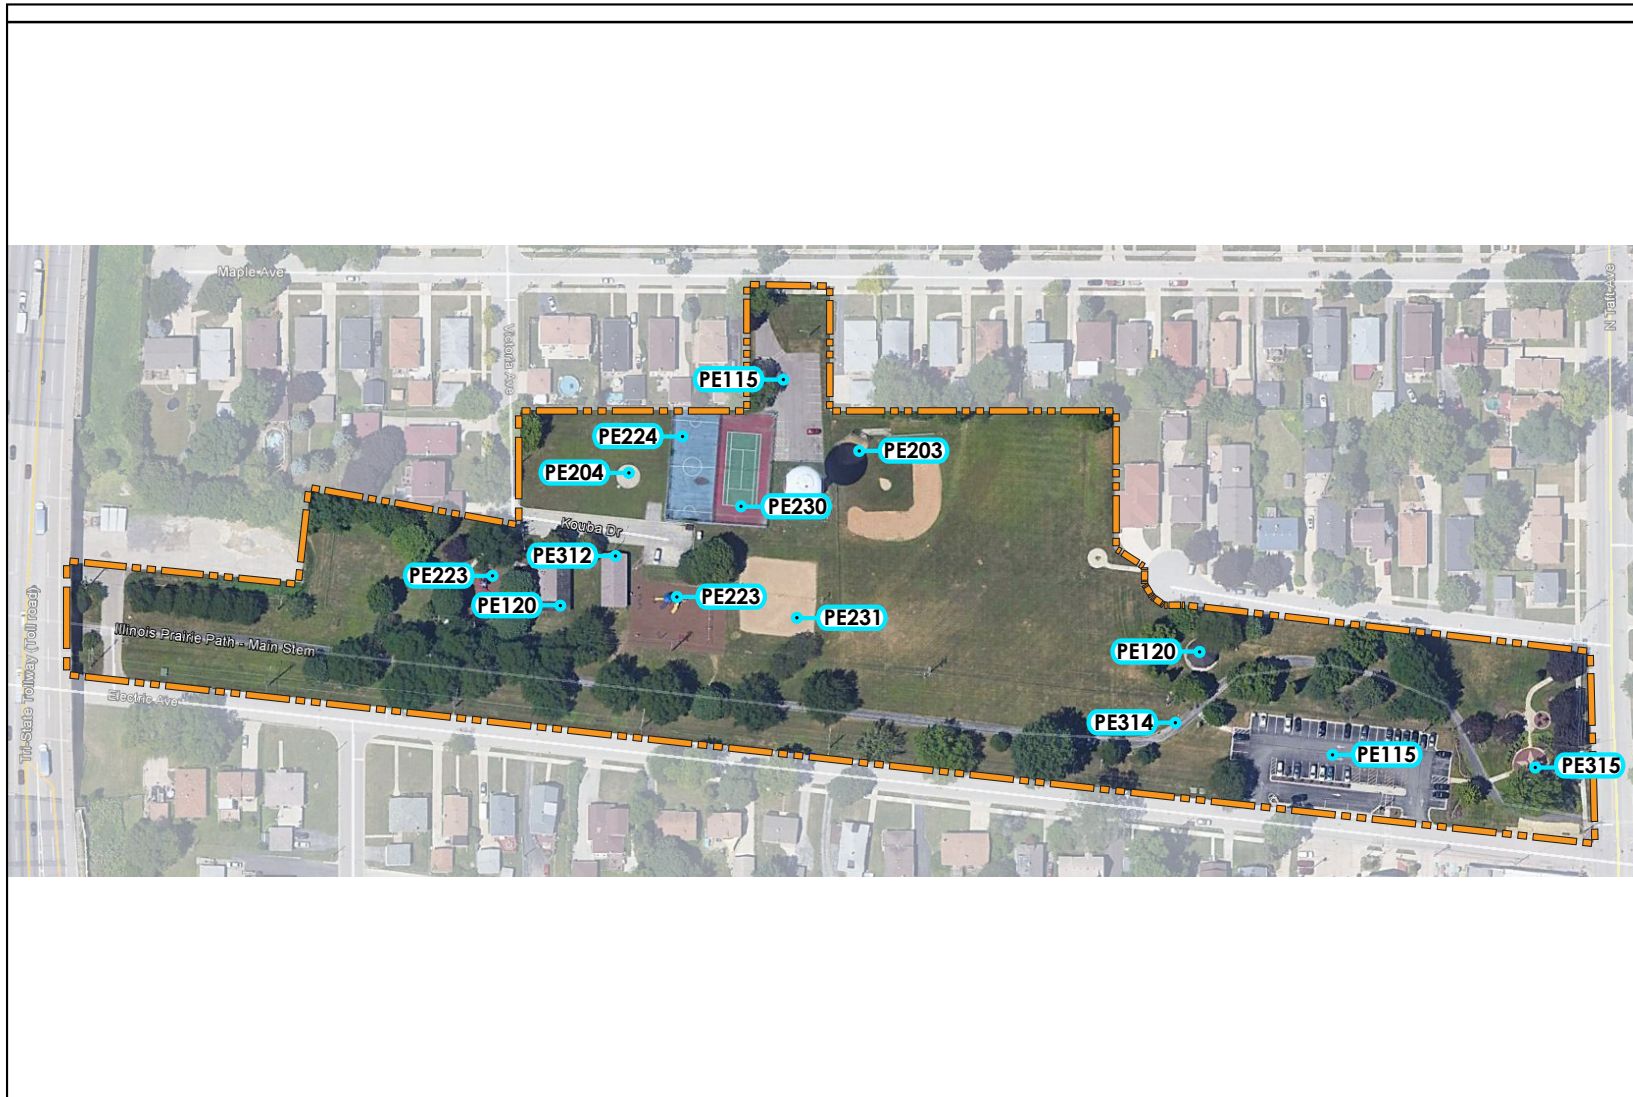 Maple Ave
N Taft Ave
Victoria Ave
PE115
PE224
PE203
PE204
PE230
Kouba Dr
PE312
PE223
PE120
PE223
PE231
Illinois Prairie Path - Main Stem
PE120
Tri-State Tollway (Toll road)
Electric Ave
PE314
PE115
PE315